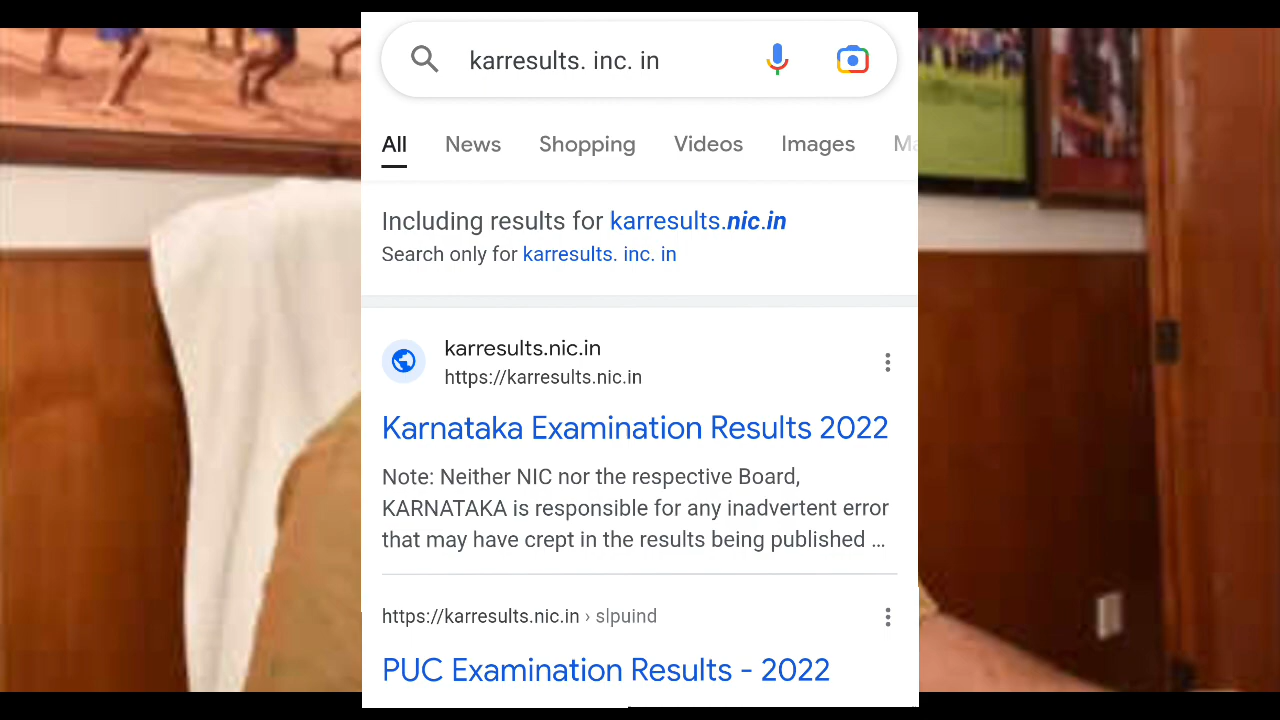 karresults. inc. in
All News Shopping Videos Images Ma
Including results for karresults.nic.in
Search only for karresults. inc. in
karresults.nic.in
https://karresults.nic.in
Karnataka Examination Results 2022
Note: Neither NIC nor the respective Board,
KARNATAKA is responsible for any inadvertent error
that may have crept in the results being published ...
https://karresults.nic.in › slpuind
PUC Examination Results - 2022